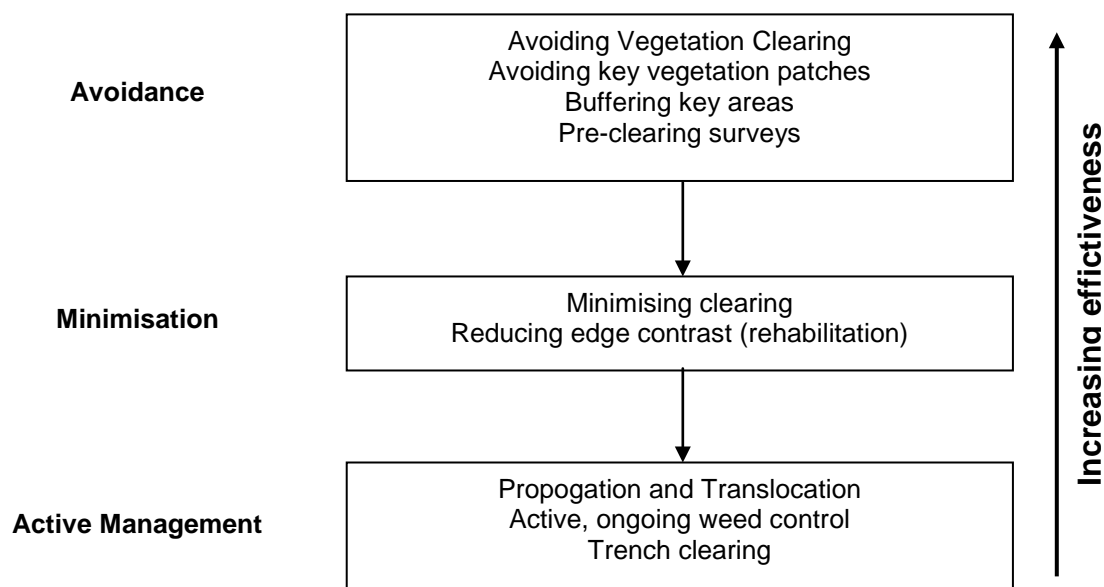 Avoidance
Avoiding Vegetation Clearing
Avoiding key vegetation patches
Buffering key areas
Pre-clearing surveys
Minimisation
Minimising clearing
Reducing edge contrast (rehabilitation)
Active Management
Propogation and Translocation
Active, ongoing weed control
Trench clearing
Increasing effictiveness